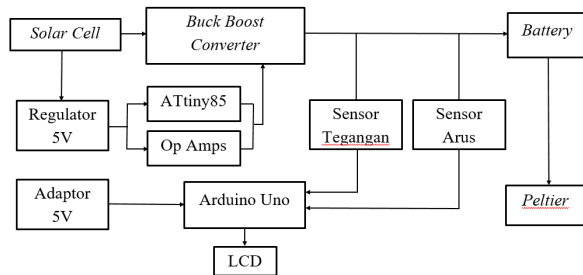 Solar Cell
Buck Boost
Converter
Battery
Regulator
5V
ATtiny85
Op Amps
Sensor
Tegangan
Sensor
Arus
Adaptor
5V
Arduino Uno
Peltier
LCD